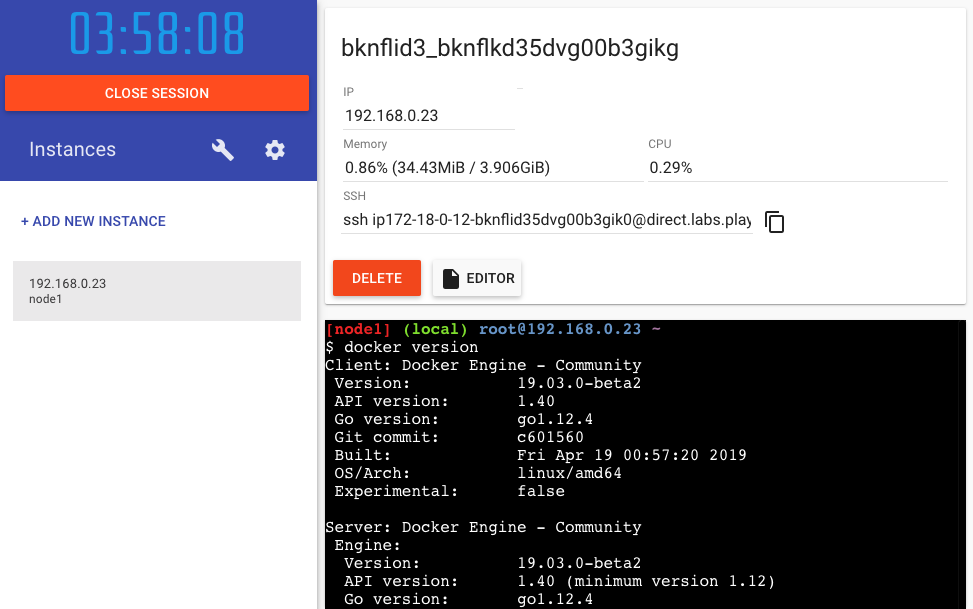 03:58:08
CLOSE SESSION
Instances
+ ADD NEW INSTANCE
192.168.0.23
node1
bknflid3_bknflkd35dvg00b3gikg
IP
192.168.0.23
Memory
0.86% (34.43MiB / 3.906GiB)
CPU
0.29%
SSH
ssh ip172-18-0-12-bknflid35dvg00b3gik0@direct.labs.play
DELETE
EDITOR
[node1] (local) root@192.168.0.23 ~
$ docker version
Client: Docker Engine - Community
Version: 19.03.0-beta2
API version: 1.40
Go version: go1.12.4
Git commit: c601560
Built: Fri Apr 19 00:57:20 2019
OS/Arch: linux/amd64
Experimental: false
Server: Docker Engine - Community
Engine:
Version: 19.03.0-beta2
API version: 1.40 (minimum version 1.12)
Go version: go1.12.4